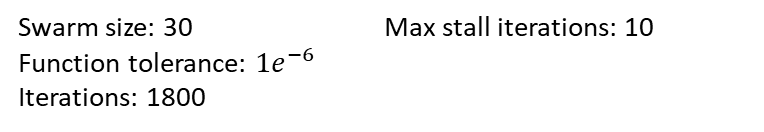 Swarm size: 30
Max stall iterations: 10
Function tolerance: 1e⁻⁶
Iterations: 1800